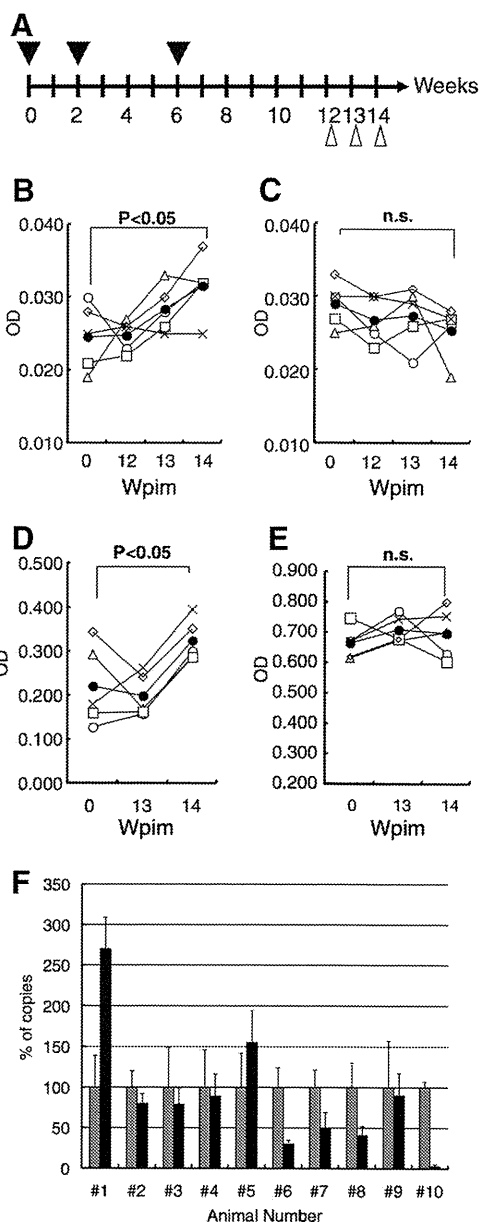 A
Weeks
0 2 4 6 8 10 12 13 14
B
P<0.05
0.040
0.030
0.020
0.010
OD
0 12 13 14
Wpim
C
n.s.
0.040
0.030
0.020
0.010
OD
0 12 13 14
Wpim
D
P<0.05
0.500
0.400
0.300
0.200
0.100
0.000
OD
0 13 14
Wpim
E
n.s.
0.900
0.800
0.700
0.600
0.500
0.400
0.300
0.200
OD
0 13 14
Wpim
F
350
300
250
200
150
100
50
0
% of copies
#1 #2 #3 #4 #5 #6 #7 #8 #9 #10
Animal Number